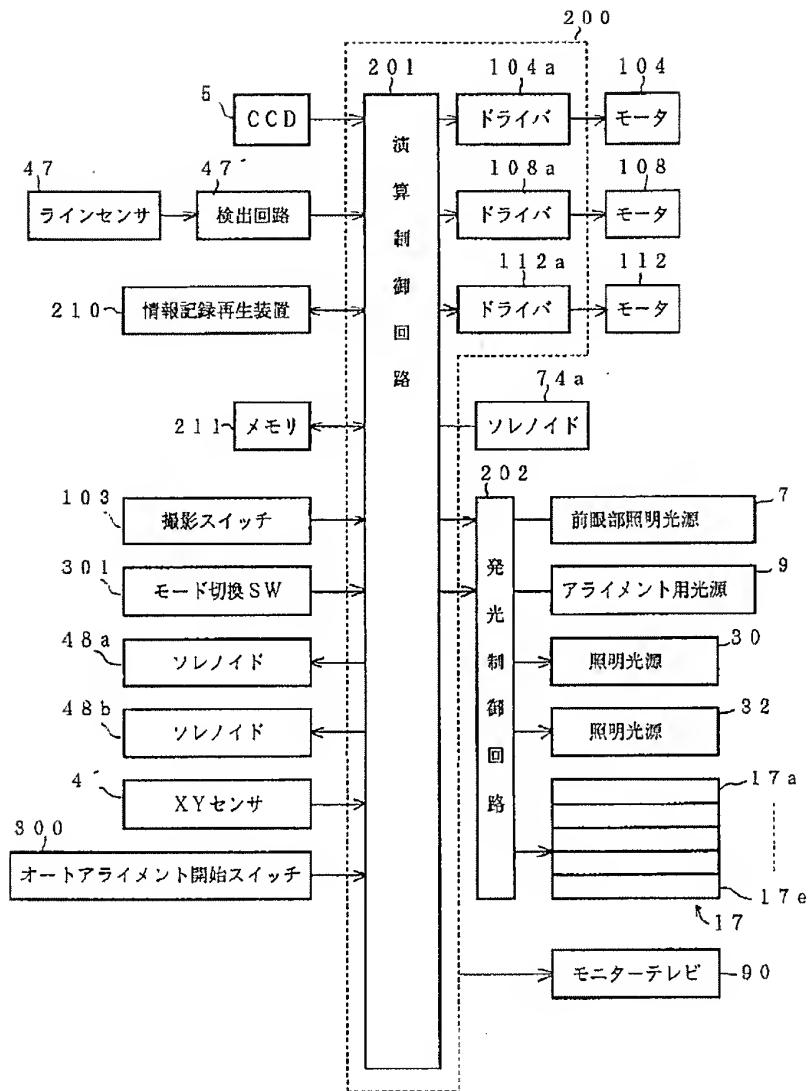 200
201
104a
104
5
CCD
ドライバ
モータ
47
47'
108a
108
ラインセンサ
検出回路
ドライバ
モータ
112a
112
210
情報記録再生装置
ドライバ
モータ
演算制御回路
74a
211
メモリ
ソレノイド
202
103
撮影スイッチ
前眼部照明光源
7
301
モード切換SW
アライメント用光源
9
発光制御回路
48a
ソレノイド
照明光源
30
48b
ソレノイド
照明光源
32
4'
XYセンサ
17a
300
オートアライメント開始スイッチ
17e
17
モニターテレビ
90